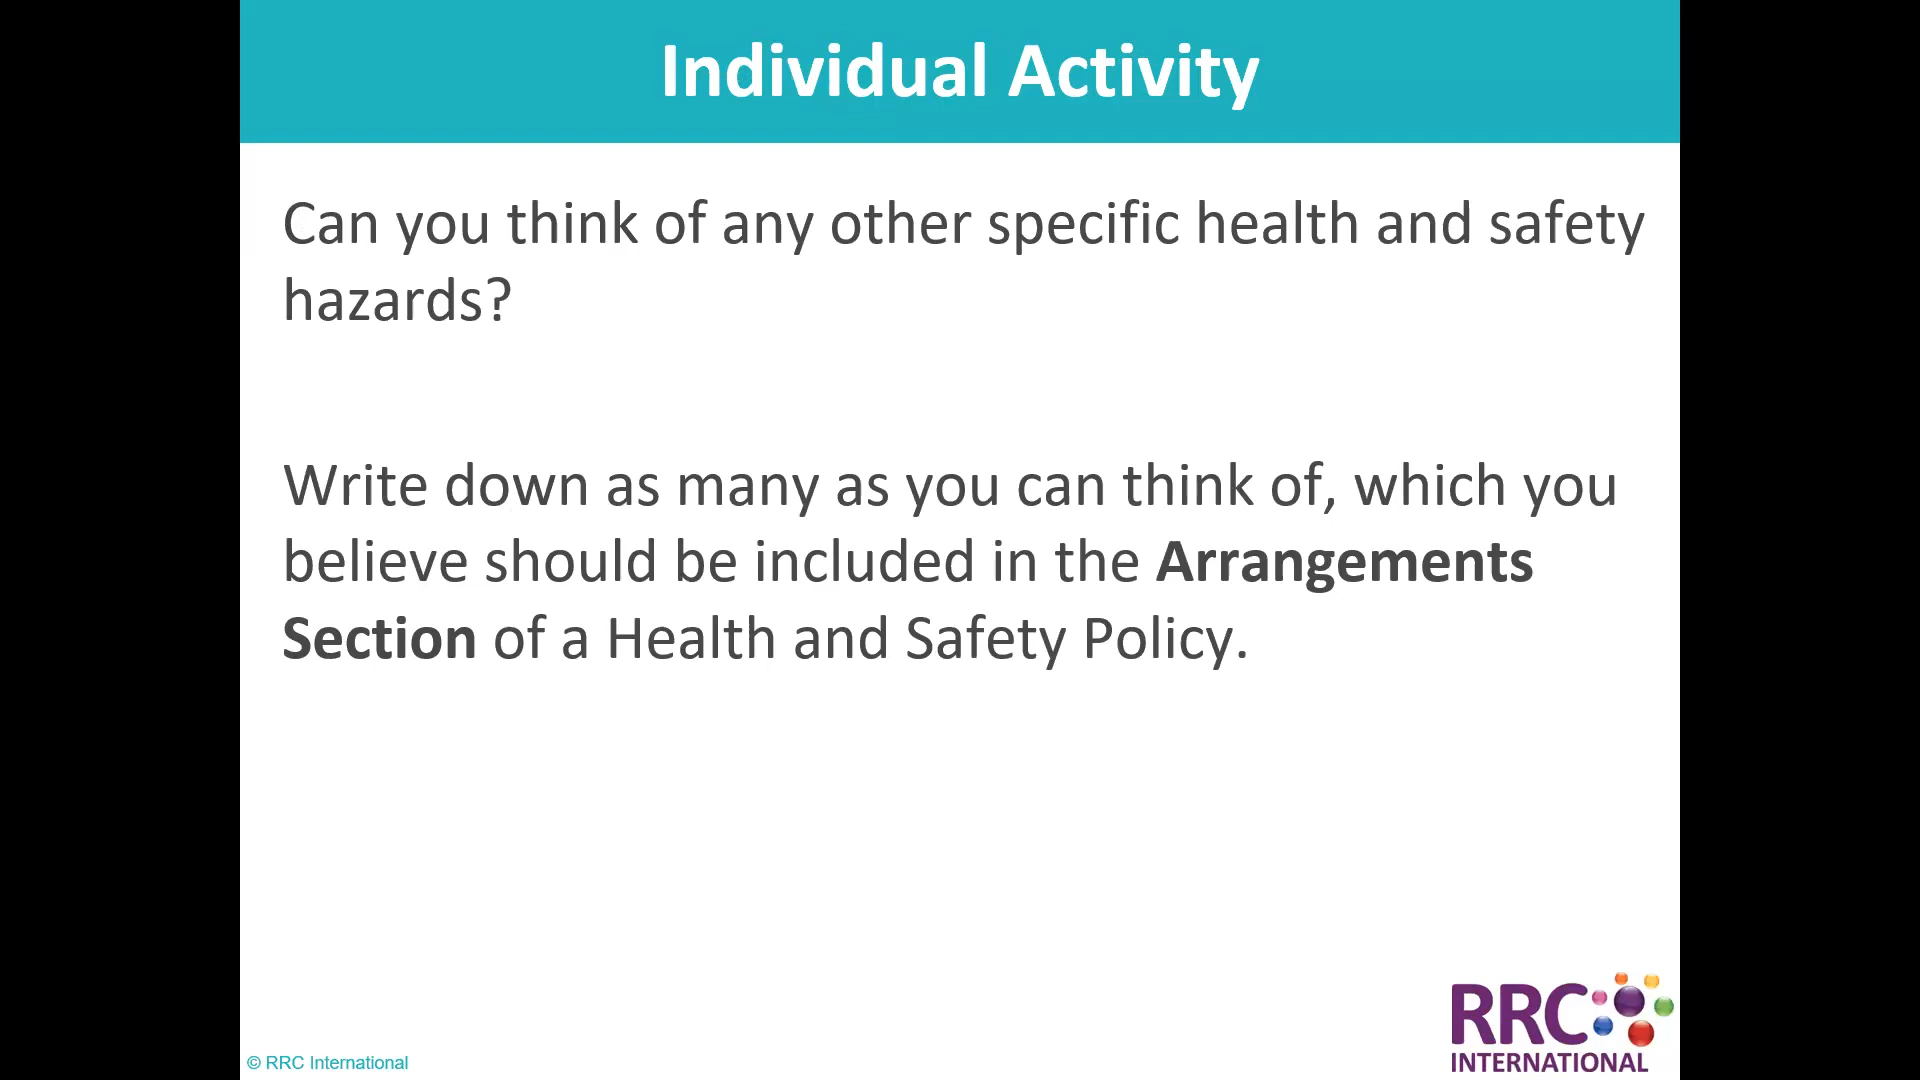 Individual Activity
Can you think of any other specific health and safety
hazards?
Write down as many as you can think of, which you
believe should be included in the Arrangements
Section of a Health and Safety Policy.
RRC
INTERNATIONAL
© RRC International